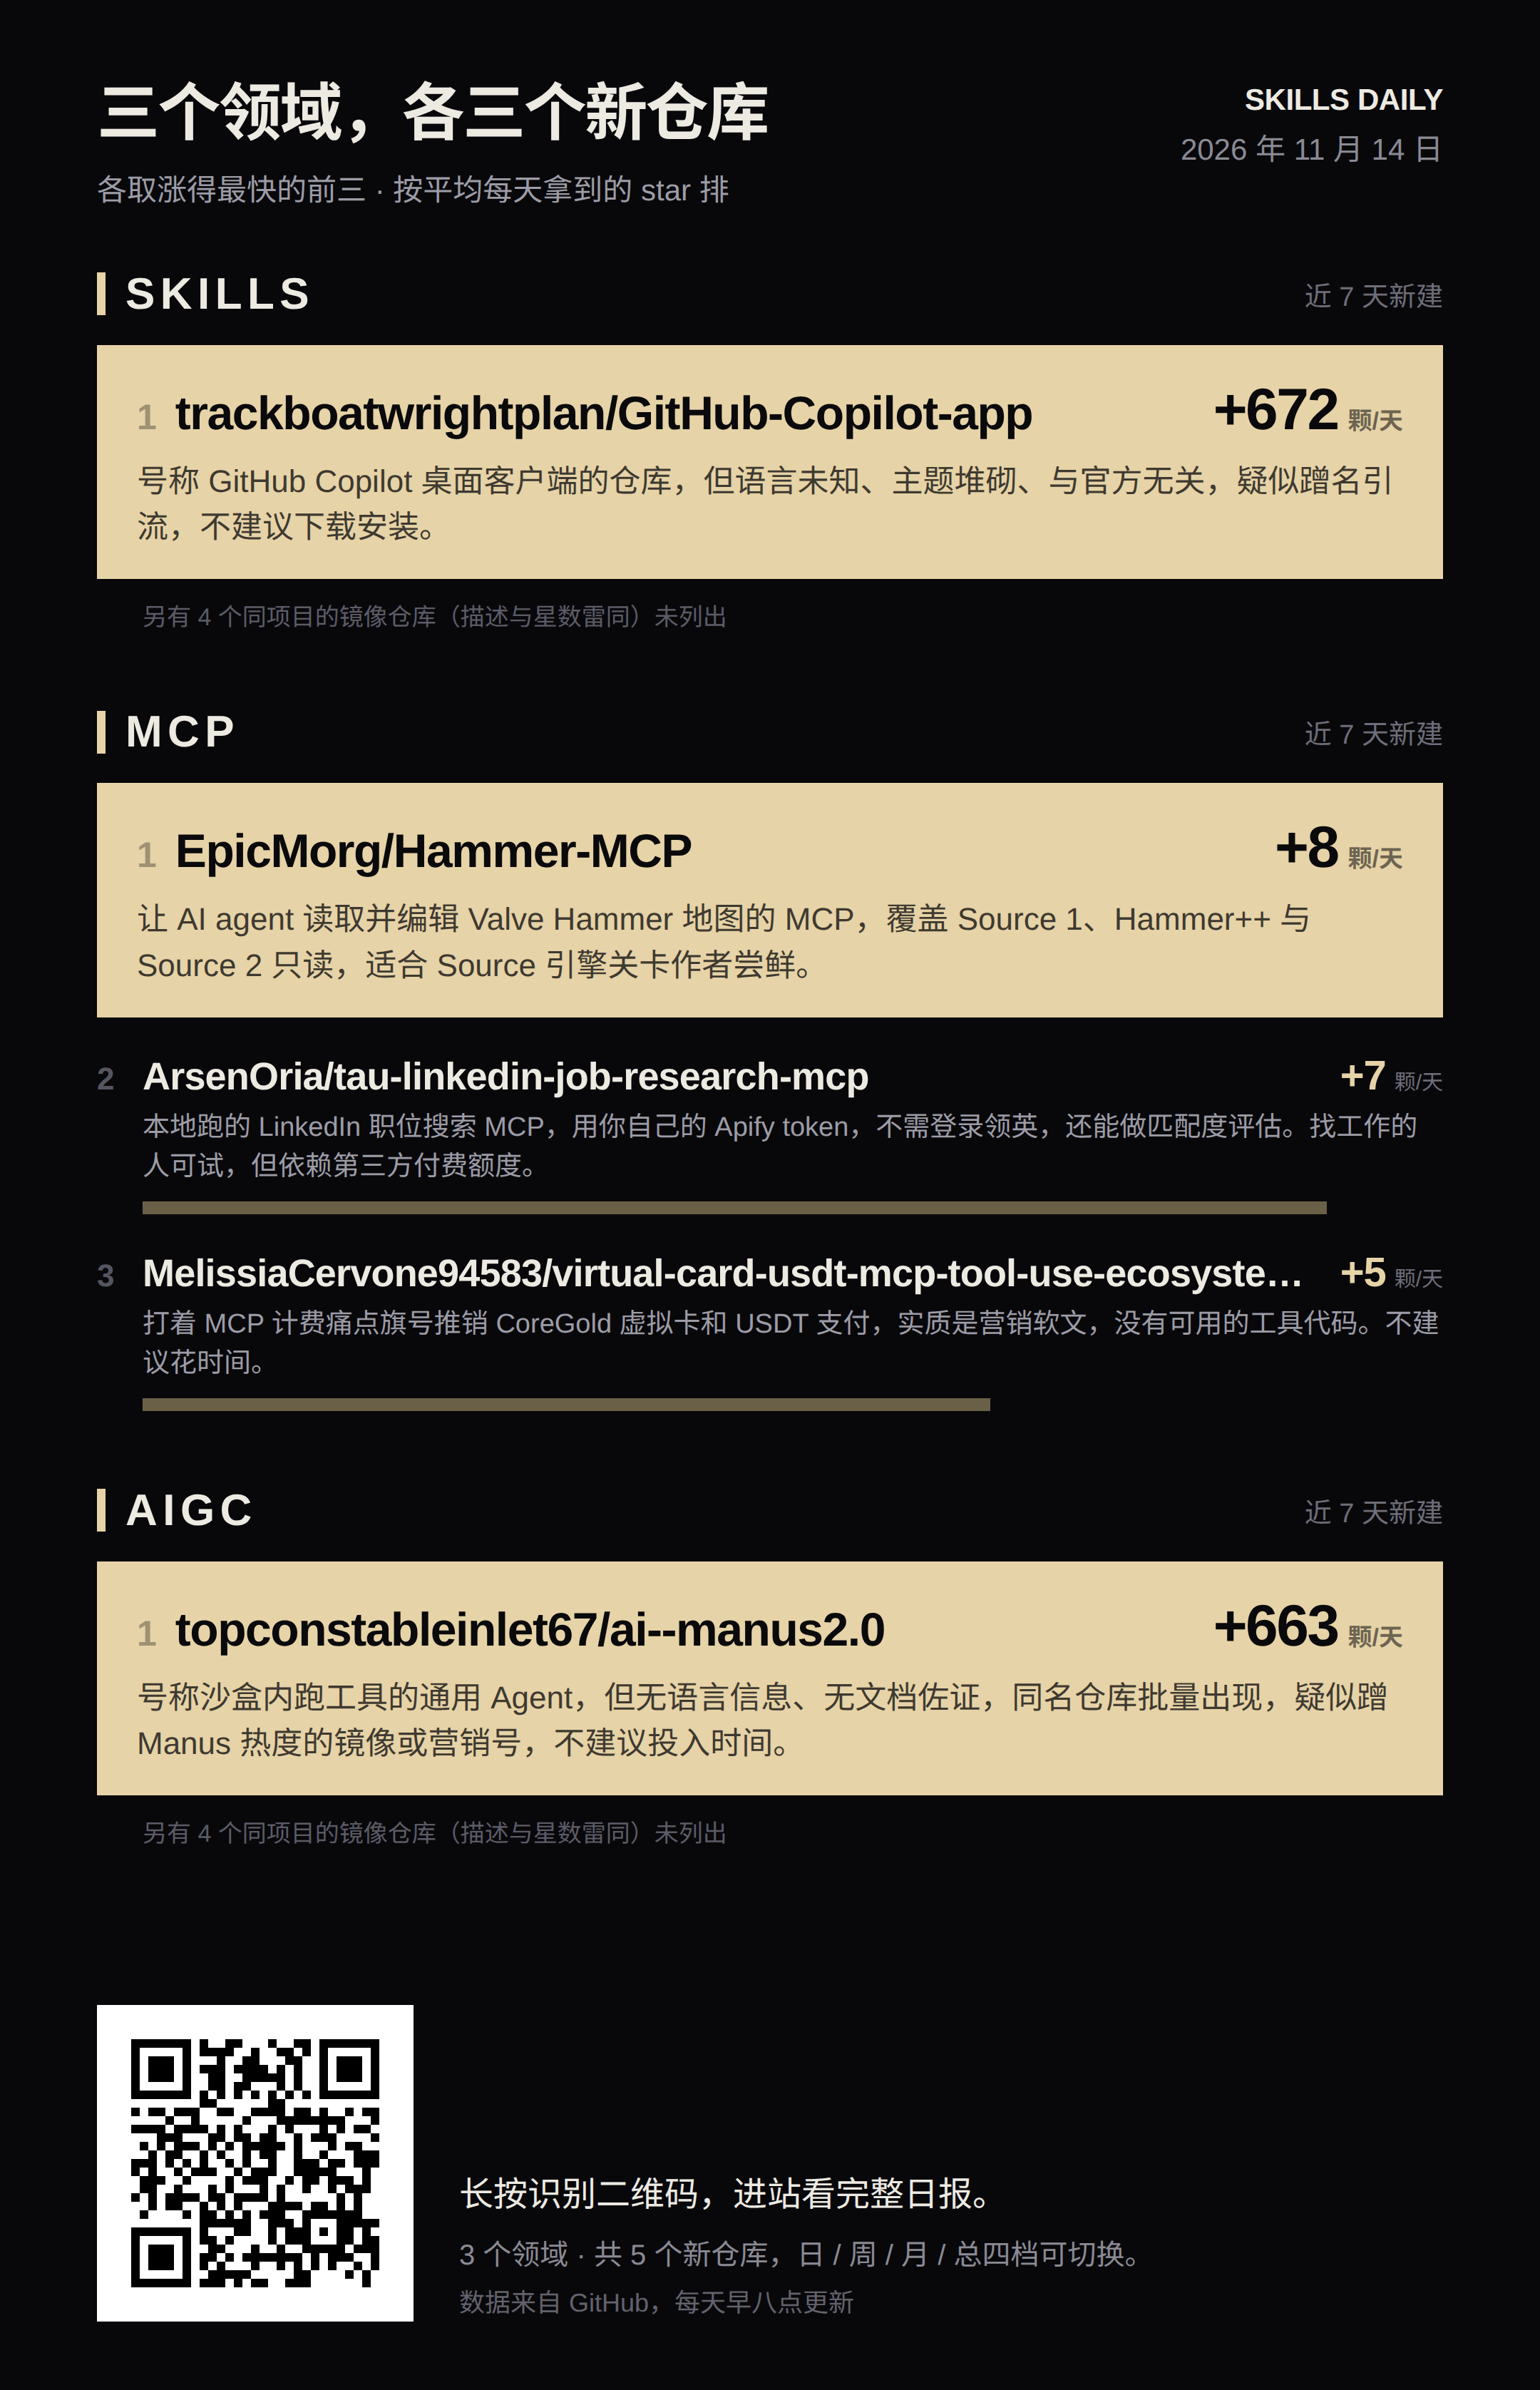 三个领域，各三个新仓库
SKILLS DAILY
2026 年 11 月 14 日
各取涨得最快的前三 · 按平均每天拿到的 star 排
SKILLS
近 7 天新建
1 trackboatwrightplan/GitHub-Copilot-app +672 颗/天
号称 GitHub Copilot 桌面客户端的仓库，但语言未知、主题堆砌、与官方无关，疑似蹭名引
流，不建议下载安装。
另有 4 个同项目的镜像仓库（描述与星数雷同）未列出
MCP
近 7 天新建
1 EpicMorg/Hammer-MCP +8 颗/天
让 AI agent 读取并编辑 Valve Hammer 地图的 MCP，覆盖 Source 1、Hammer++ 与
Source 2 只读，适合 Source 引擎关卡作者尝鲜。
2 ArsenOria/tau-linkedin-job-research-mcp +7 颗/天
本地跑的 LinkedIn 职位搜索 MCP，用你自己的 Apify token，不需登录领英，还能做匹配度评估。找工作的
人可试，但依赖第三方付费额度。
3 MelissiaCervone94583/virtual-card-usdt-mcp-tool-use-ecosyste… +5 颗/天
打着 MCP 计费痛点旗号推销 CoreGold 虚拟卡和 USDT 支付，实质是营销软文，没有可用的工具代码。不建
议花时间。
AIGC
近 7 天新建
1 topconstableinlet67/ai--manus2.0 +663 颗/天
号称沙盒内跑工具的通用 Agent，但无语言信息、无文档佐证，同名仓库批量出现，疑似蹭
Manus 热度的镜像或营销号，不建议投入时间。
另有 4 个同项目的镜像仓库（描述与星数雷同）未列出
长按识别二维码，进站看完整日报。
3 个领域 · 共 5 个新仓库，日 / 周 / 月 / 总四档可切换。
数据来自 GitHub，每天早八点更新